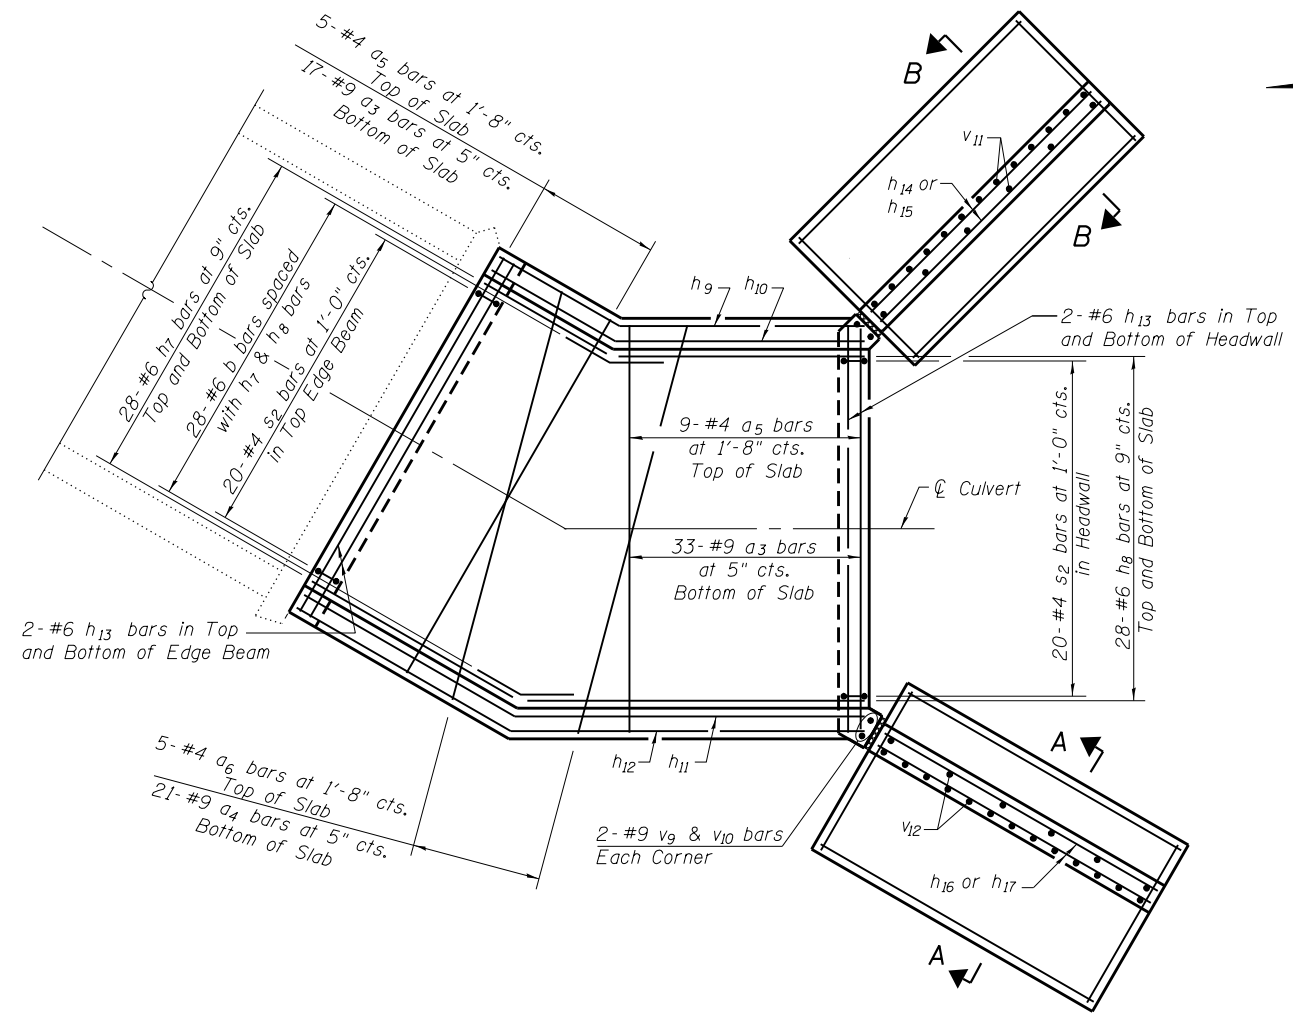 5-#4 a5 bars at 1'-8" cts.
Top of Slab
17-#9 a3 bars at 5" cts.
Bottom of Slab
B
v11
h14 or
h15
B
28-#6 h7 bars at 9" cts.
Top and Bottom of Slab
28-#6 b bars spaced
with h7 & h8 bars
20-#4 s2 bars at 1'-0" cts.
in Top Edge Beam
h9
h10
2-#6 h13 bars in Top
and Bottom of Headwall
9-#4 a5 bars
at 1'-8" cts.
Top of Slab
℄ Culvert
33-#9 a3 bars
at 5" cts.
Bottom of Slab
20-#4 s2 bars at 1'-0" cts.
in Headwall
28-#6 h8 bars at 9" cts.
Top and Bottom of Slab
2-#6 h13 bars in Top
and Bottom of Edge Beam
5-#4 a6 bars at 1'-8" cts.
Top of Slab
21-#9 a4 bars at 5" cts.
Bottom of Slab
h12
h11
2-#9 v9 & v10 bars
Each Corner
A
v12
h16 or h17
A